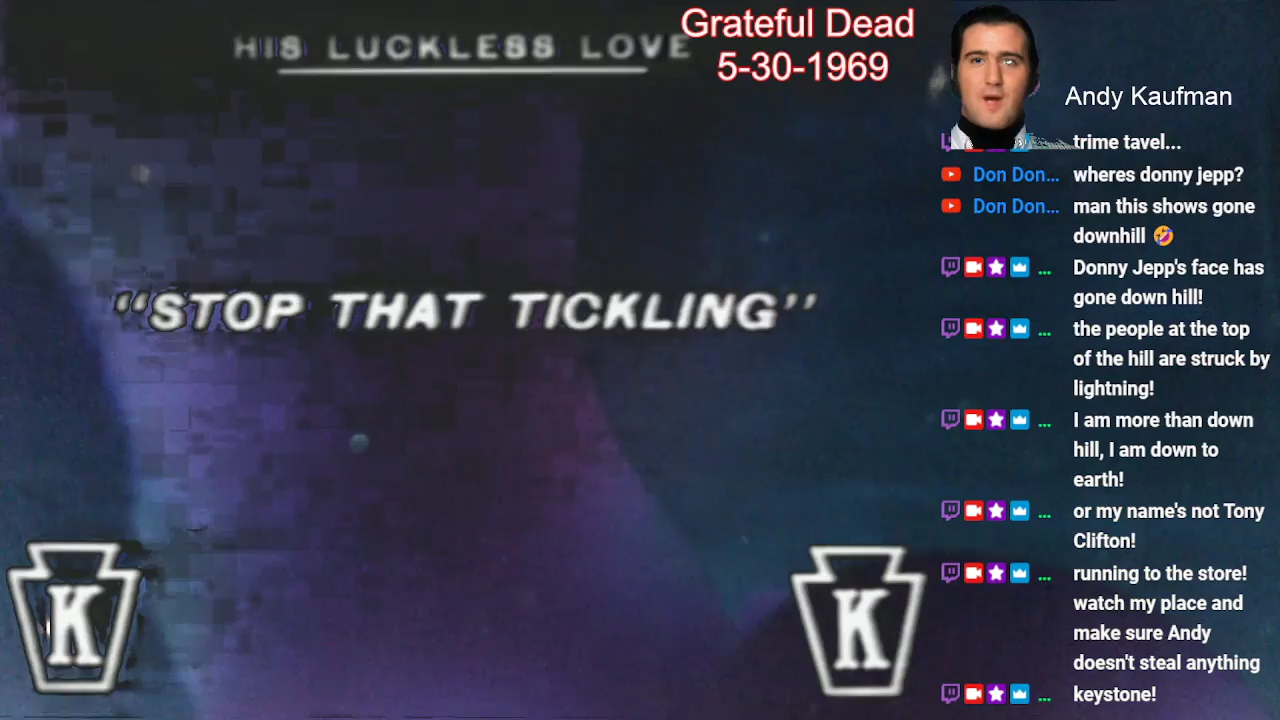 HIS LUCKLESS LOVE
"STOP THAT TICKLING"
K
K
Grateful Dead
5-30-1969
Andy Kaufman
trime tavel...
Don Don... wheres donny jepp?
Don Don... man this shows gone
downhill 🤣
... Donny Jepp's face has
gone down hill!
... the people at the top
of the hill are struck by
lightning!
... I am more than down
hill, I am down to
earth!
... or my name's not Tony
Clifton!
... running to the store!
watch my place and
make sure Andy
doesn't steal anything
... keystone!